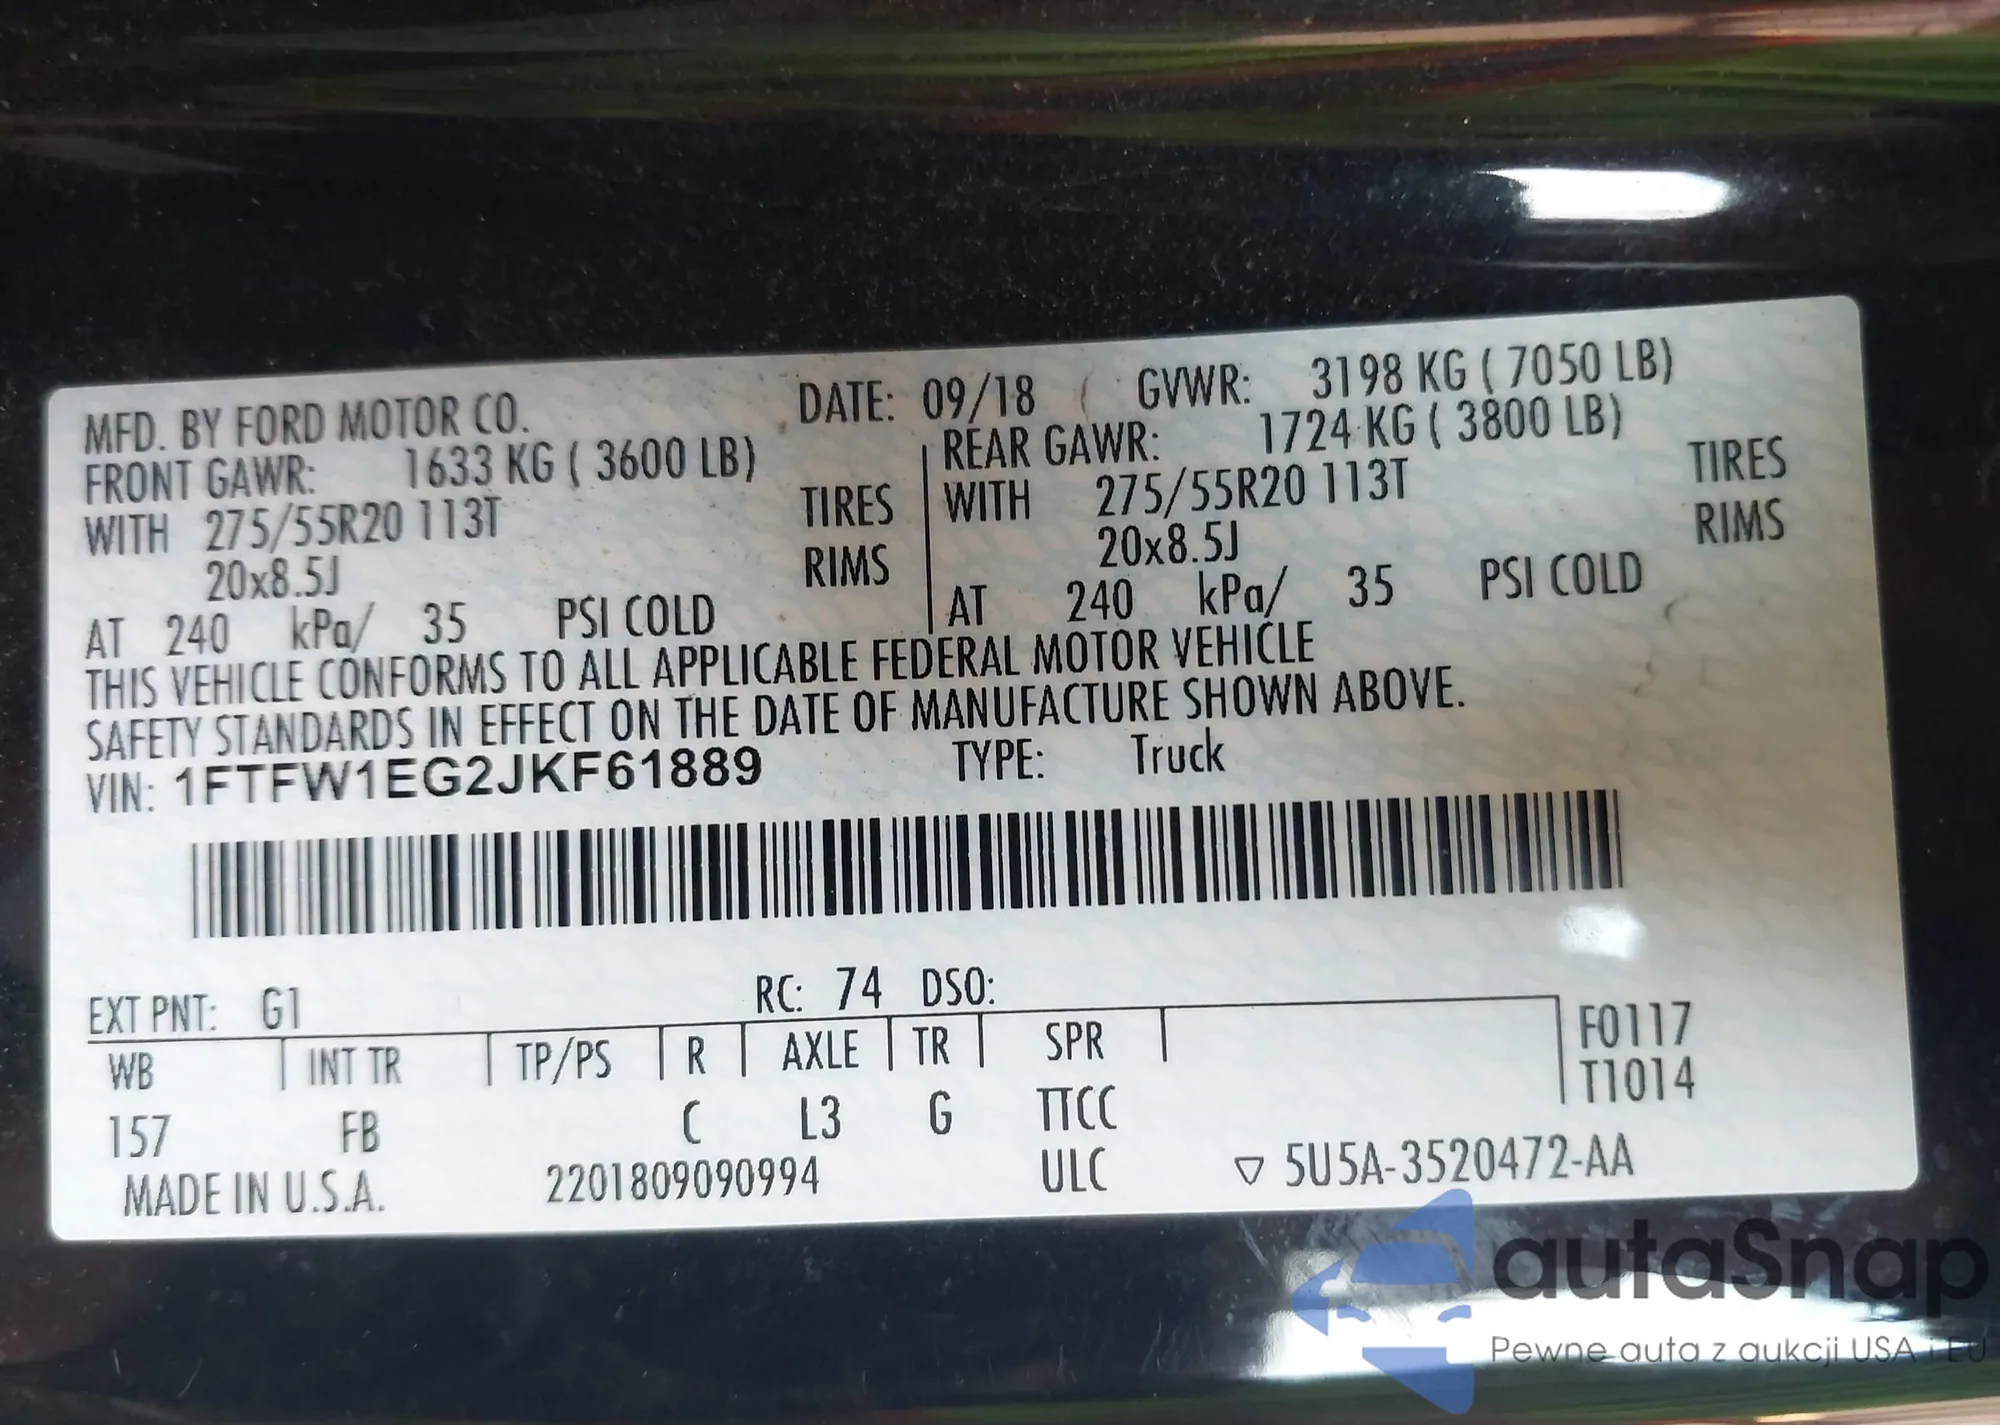 MFD. BY FORD MOTOR CO. DATE: 09/18 GVWR: 3198 KG ( 7050 LB)
FRONT GAWR: 1633 KG ( 3600 LB) REAR GAWR: 1724 KG ( 3800 LB)
WITH 275/55R20 113T TIRES WITH 275/55R20 113T TIRES
20x8.5J RIMS 20x8.5J RIMS
AT 240 kPa/ 35 PSI COLD AT 240 kPa/ 35 PSI COLD
THIS VEHICLE CONFORMS TO ALL APPLICABLE FEDERAL MOTOR VEHICLE
SAFETY STANDARDS IN EFFECT ON THE DATE OF MANUFACTURE SHOWN ABOVE.
VIN: 1FTFW1EG2JKF61889 TYPE: Truck
EXT PNT: G1 RC: 74 DSO:
WB INT TR TP/PS R AXLE TR SPR F0117
T1014
157 FB C L3 G TTCC
MADE IN U.S.A. 2201809090994 ULC ▽ 5U5A-3520472-AA
autaSnap
Pewne auta z aukcji USA i EU